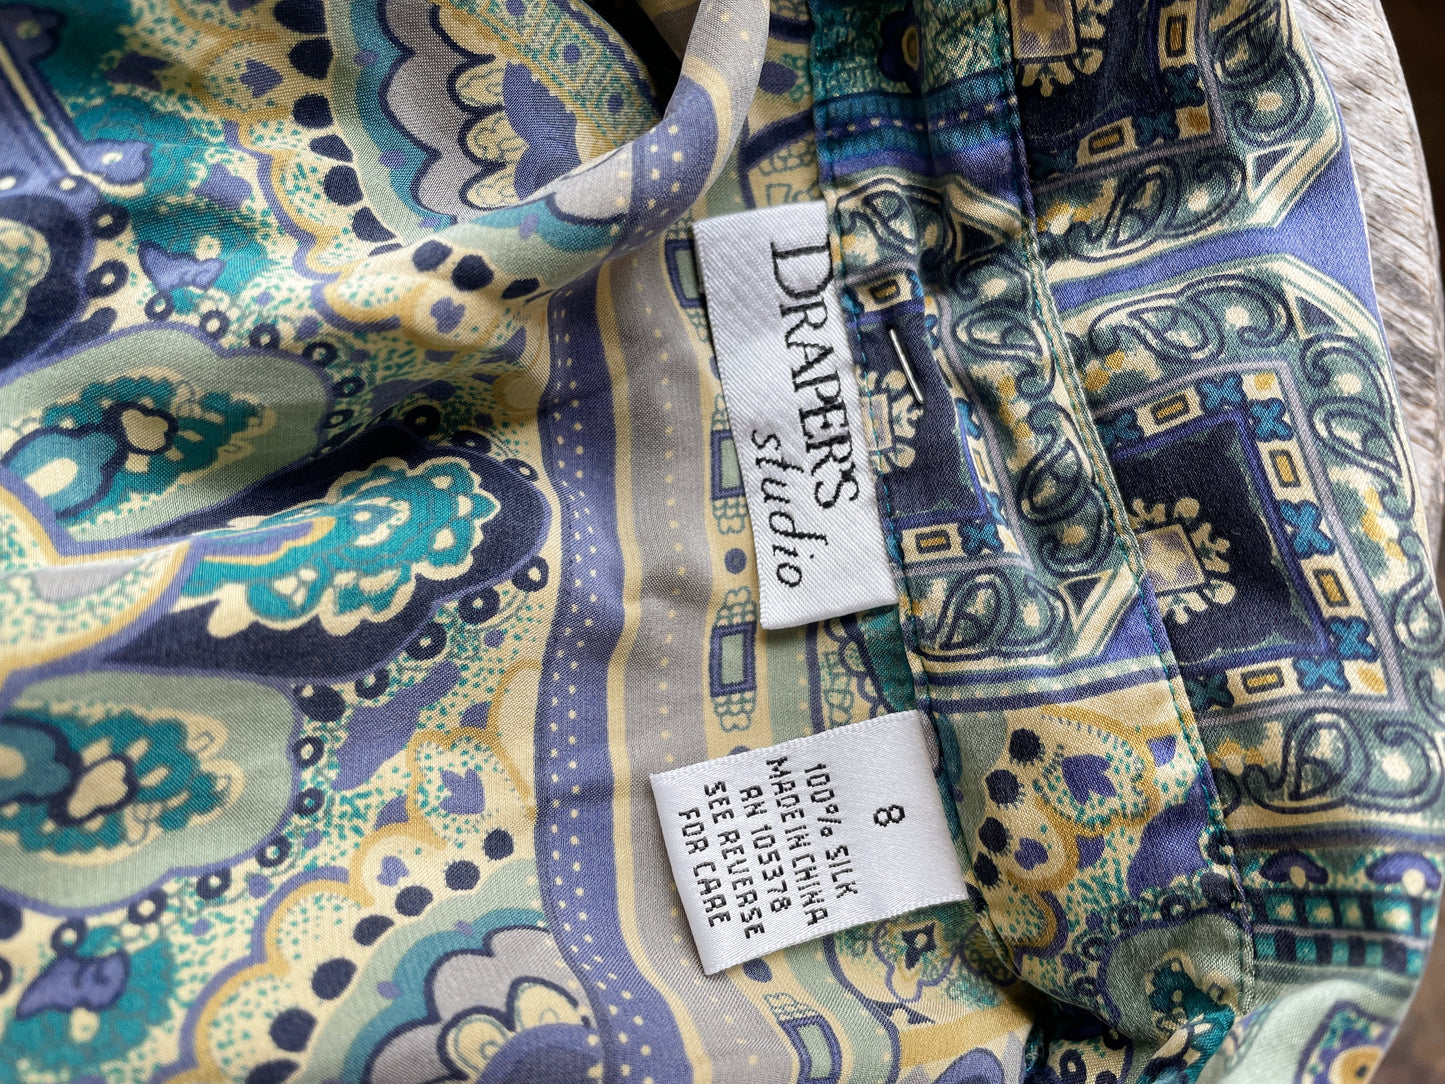 DRAPER'S
studio
8
100% SILK
MADE IN CHINA
RN 105378
SEE REVERSE
FOR CARE